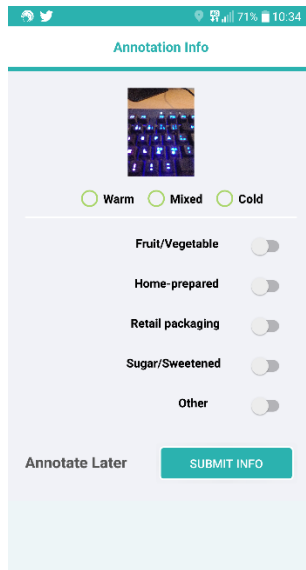 71% 10:34
Annotation Info
Warm Mixed Cold
Fruit/Vegetable
Home-prepared
Retail packaging
Sugar/Sweetened
Other
Annotate Later SUBMIT INFO